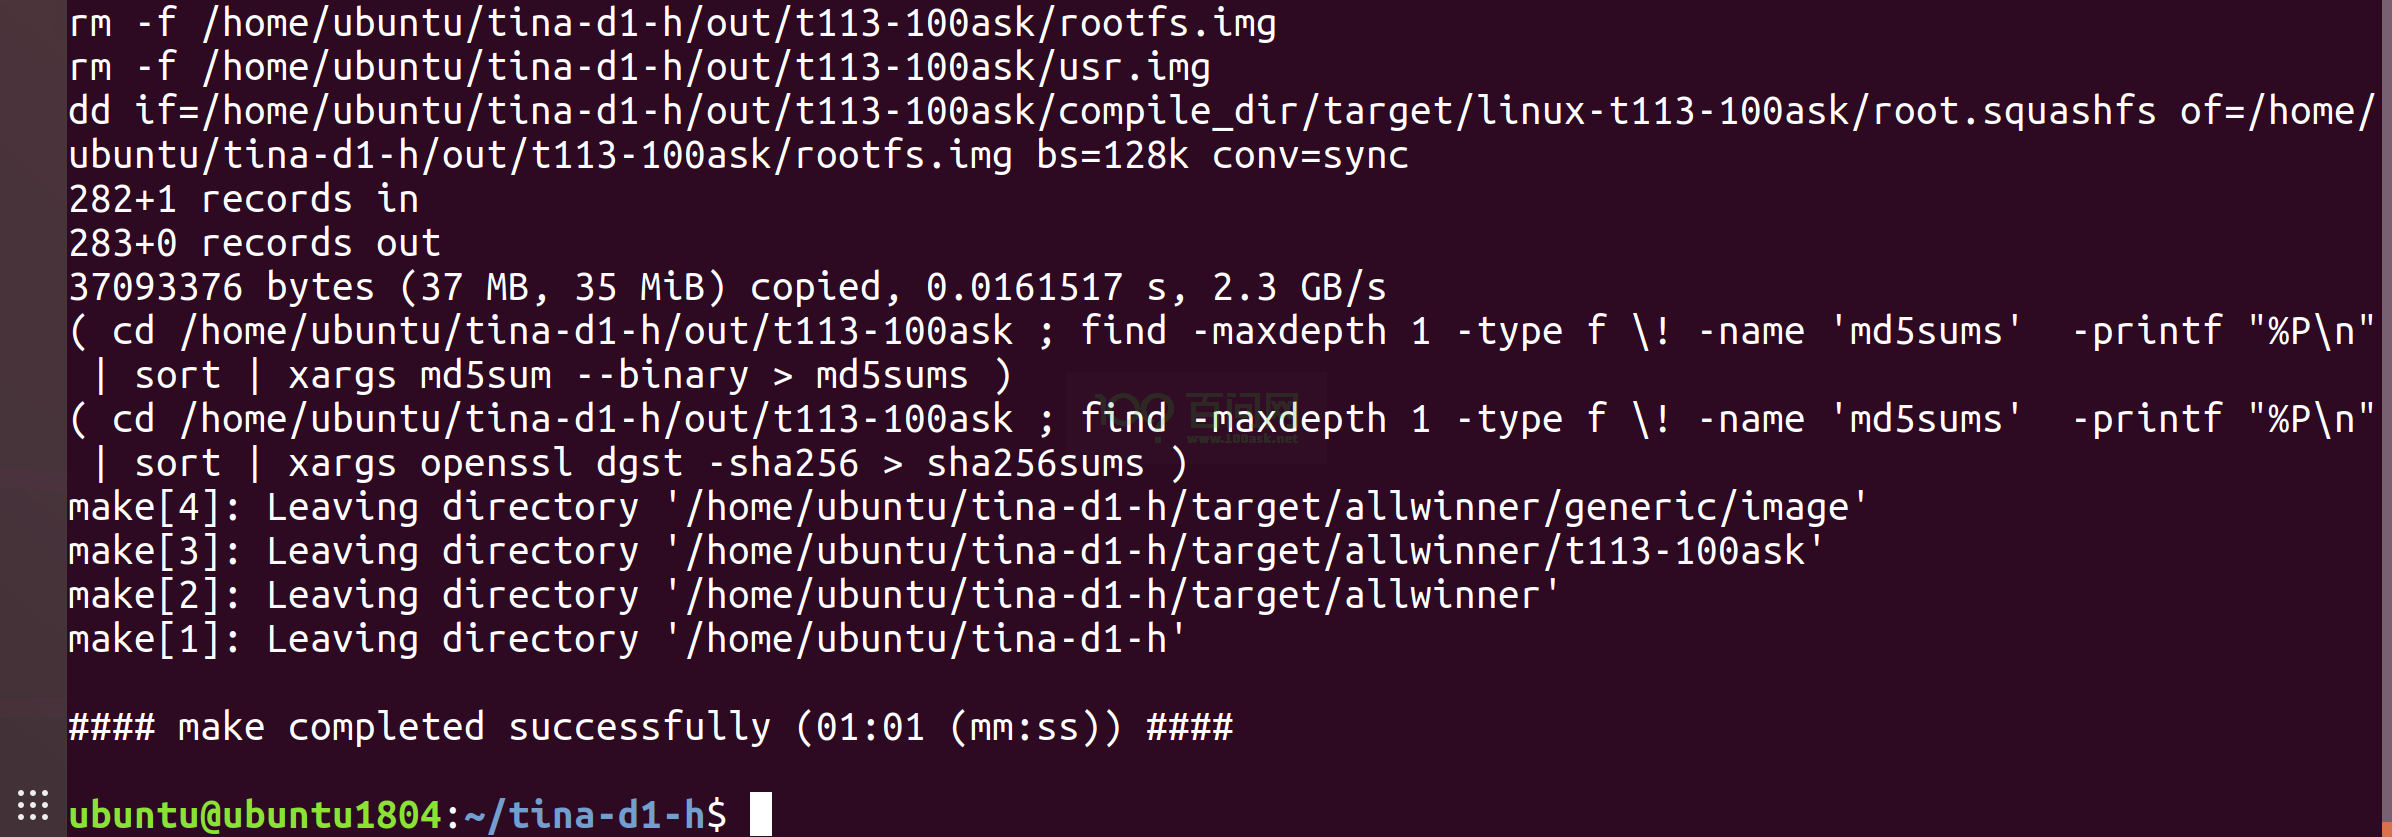 rm -f /home/ubuntu/tina-d1-h/out/t113-100ask/rootfs.img
rm -f /home/ubuntu/tina-d1-h/out/t113-100ask/usr.img
dd if=/home/ubuntu/tina-d1-h/out/t113-100ask/compile_dir/target/linux-t113-100ask/root.squashfs of=/home/
ubuntu/tina-d1-h/out/t113-100ask/rootfs.img bs=128k conv=sync
282+1 records in
283+0 records out
37093376 bytes (37 MB, 35 MiB) copied, 0.0161517 s, 2.3 GB/s
( cd /home/ubuntu/tina-d1-h/out/t113-100ask ; find -maxdepth 1 -type f \! -name 'md5sums'  -printf "%P\n"
 | sort | xargs md5sum --binary > md5sums )
( cd /home/ubuntu/tina-d1-h/out/t113-100ask ; find -maxdepth 1 -type f \! -name 'md5sums'  -printf "%P\n"
 | sort | xargs openssl dgst -sha256 > sha256sums )
make[4]: Leaving directory '/home/ubuntu/tina-d1-h/target/allwinner/generic/image'
make[3]: Leaving directory '/home/ubuntu/tina-d1-h/target/allwinner/t113-100ask'
make[2]: Leaving directory '/home/ubuntu/tina-d1-h/target/allwinner'
make[1]: Leaving directory '/home/ubuntu/tina-d1-h'
#### make completed successfully (01:01 (mm:ss)) ####
ubuntu@ubuntu1804:~/tina-d1-h$
百问网
www.100ask.net